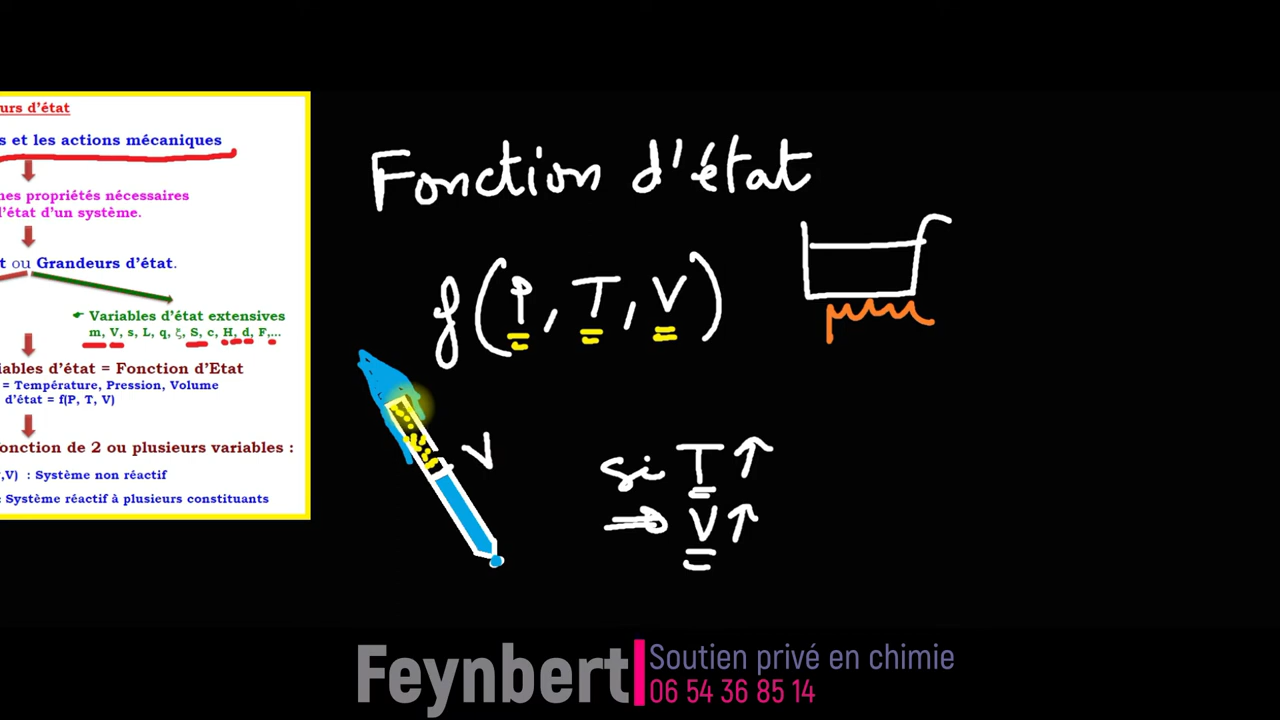 urs d'état
s et les actions mécaniques
nes propriétés nécessaires
l'état d'un système.
t ou Grandeurs d'état.
Variables d'état extensives
m, V, s, L, q, ξ, S, c, H, d, F,...
iables d'état = Fonction d'Etat
= Température, Pression, Volume
d'état = f(P, T, V)
onction de 2 ou plusieurs variables :
,V) : Système non réactif
: Système réactif à plusieurs constituants
Fonction d'état
f(P, T, V)
V
si T↑
⇒ V↑
Feynbert
Soutien privé en chimie
06 54 36 85 14